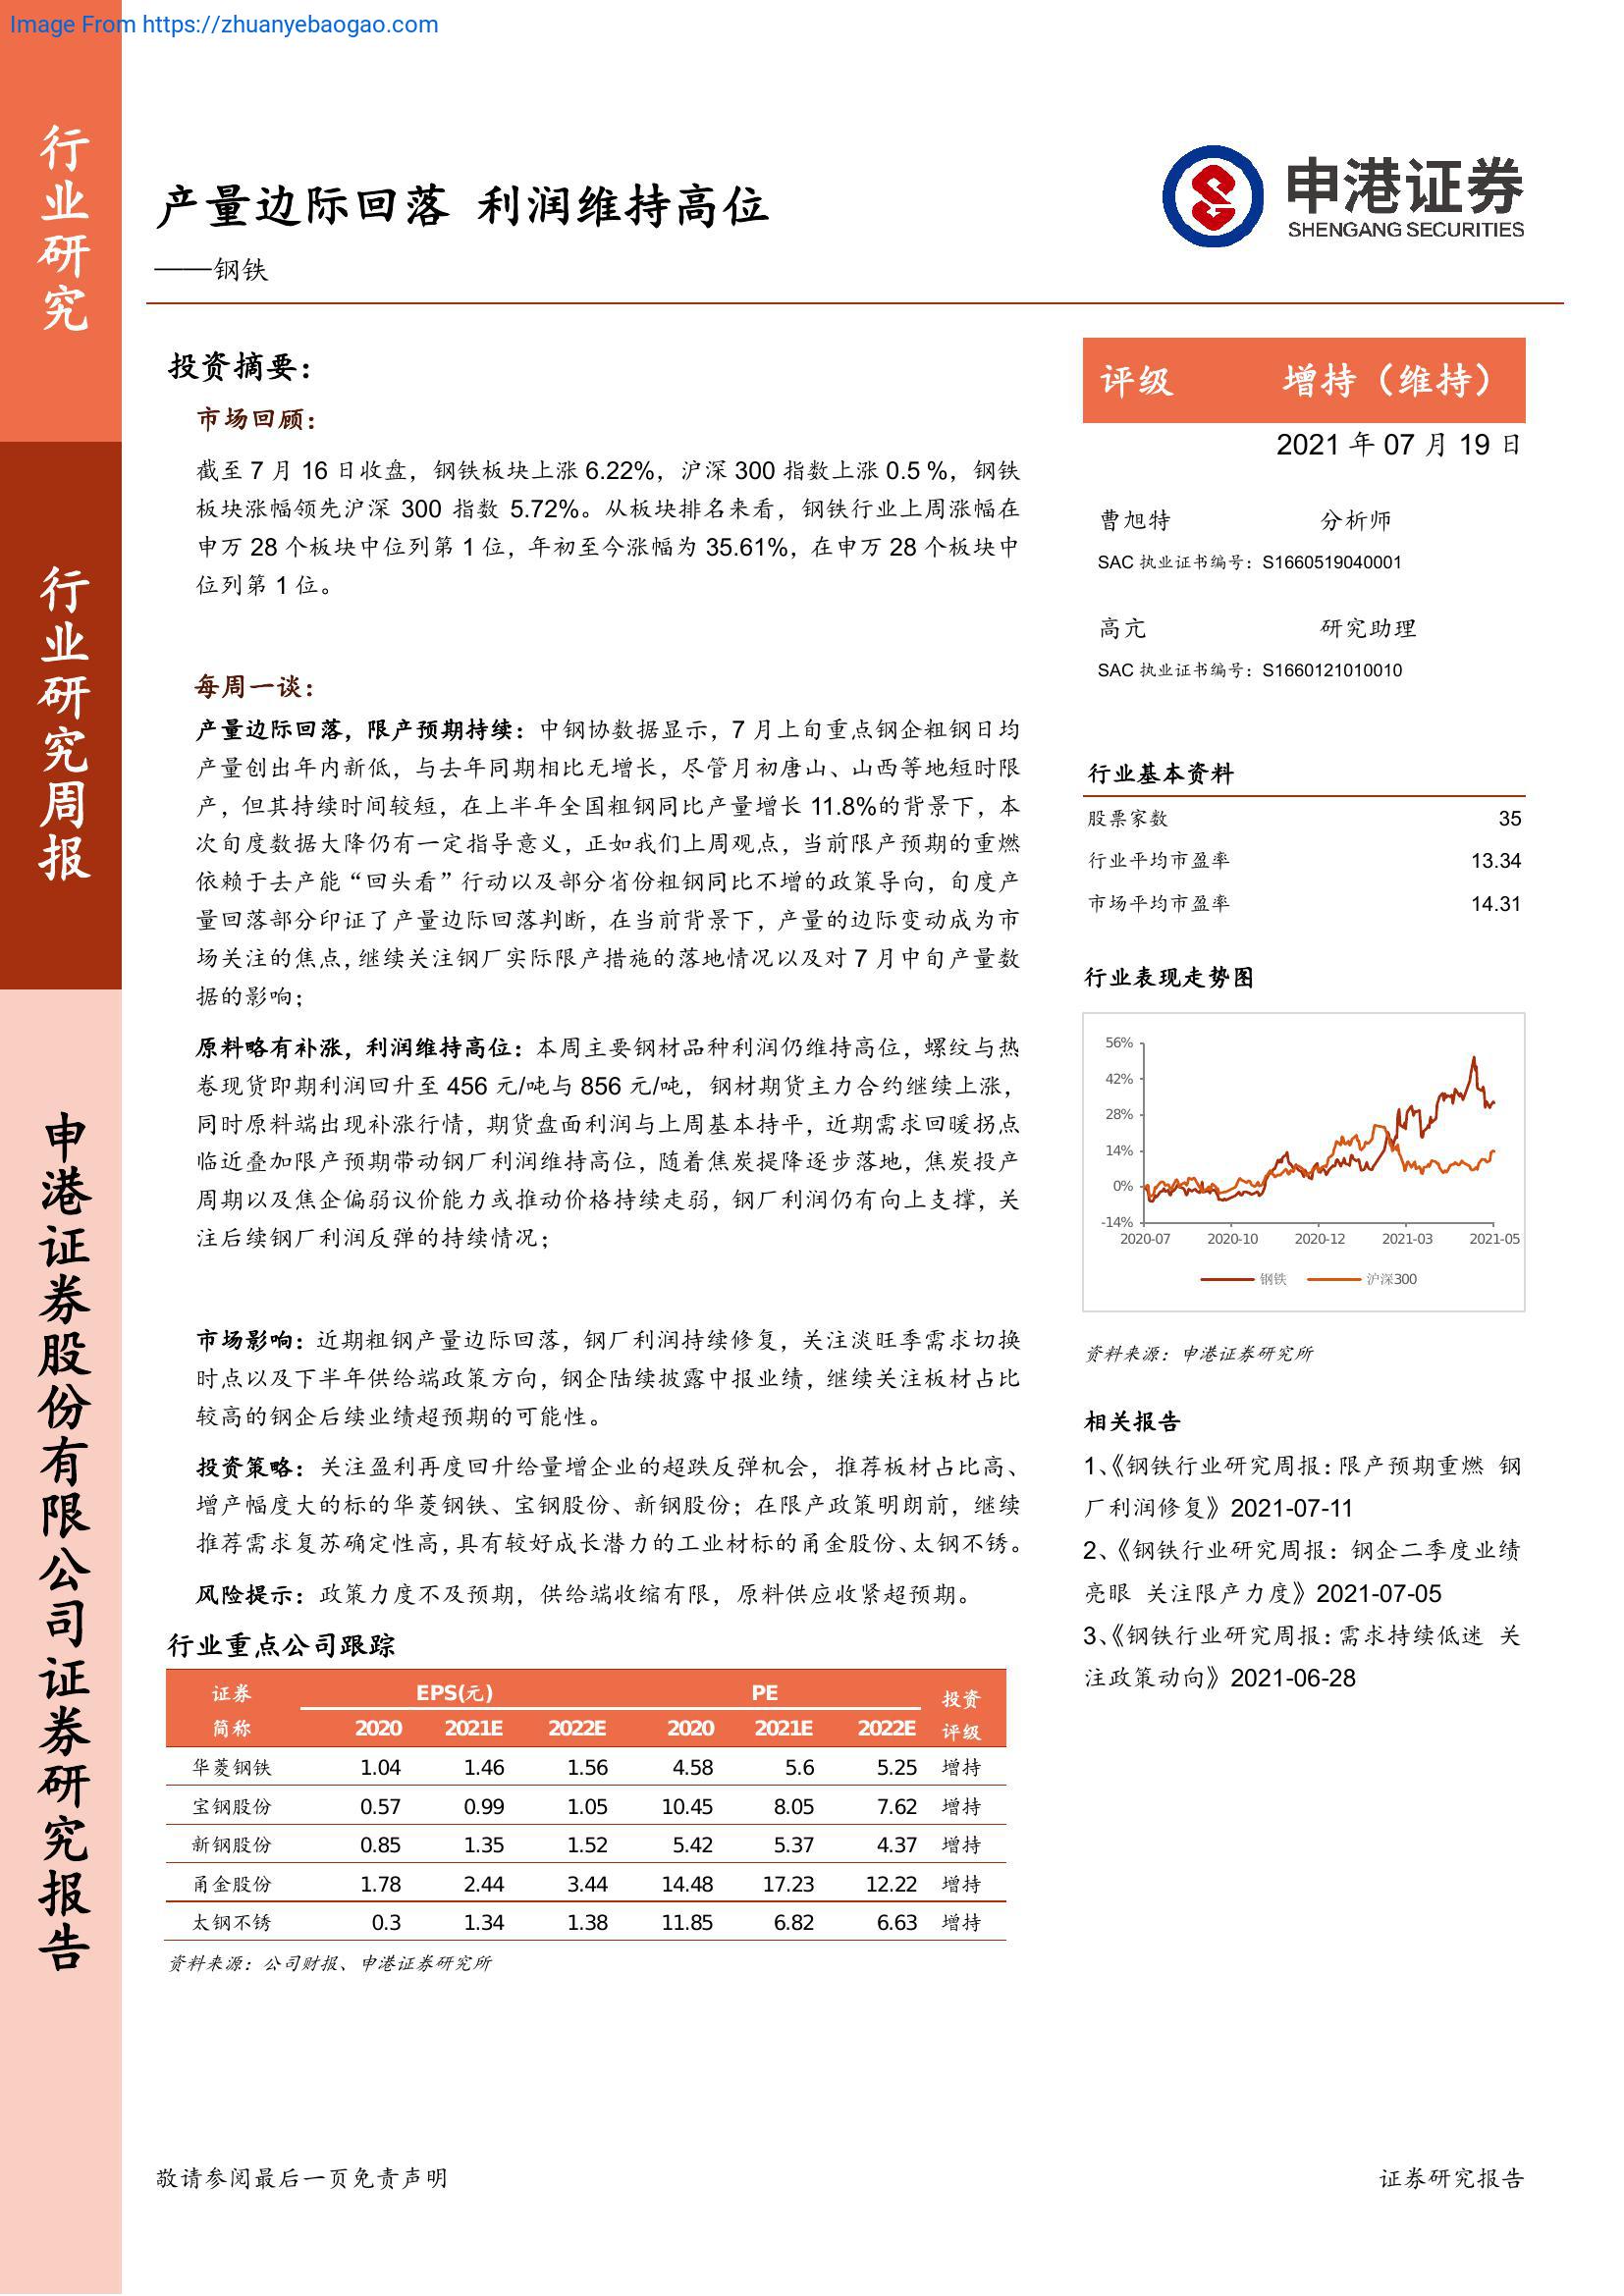 Image From https://zhuanyebaogao.com
行业研究
行业研究周报
申港证券股份有限公司证券研究报告
产量边际回落 利润维持高位
——钢铁
申港证券
SHENGANG SECURITIES
投资摘要：
市场回顾：
截至 7 月 16 日收盘，钢铁板块上涨 6.22%，沪深 300 指数上涨 0.5 %，钢铁
板块涨幅领先沪深 300 指数 5.72%。从板块排名来看，钢铁行业上周涨幅在
申万 28 个板块中位列第 1 位，年初至今涨幅为 35.61%，在申万 28 个板块中
位列第 1 位。
每周一谈：
产量边际回落，限产预期持续：中钢协数据显示，7 月上旬重点钢企粗钢日均
产量创出年内新低，与去年同期相比无增长，尽管月初唐山、山西等地短时限
产，但其持续时间较短，在上半年全国粗钢同比产量增长 11.8%的背景下，本
次旬度数据大降仍有一定指导意义，正如我们上周观点，当前限产预期的重燃
依赖于去产能“回头看”行动以及部分省份粗钢同比不增的政策导向，旬度产
量回落部分印证了产量边际回落判断，在当前背景下，产量的边际变动成为市
场关注的焦点，继续关注钢厂实际限产措施的落地情况以及对 7 月中旬产量数
据的影响；
原料略有补涨，利润维持高位：本周主要钢材品种利润仍维持高位，螺纹与热
卷现货即期利润回升至 456 元/吨与 856 元/吨，钢材期货主力合约继续上涨，
同时原料端出现补涨行情，期货盘面利润与上周基本持平，近期需求回暖拐点
临近叠加限产预期带动钢厂利润维持高位，随着焦炭提降逐步落地，焦炭投产
周期以及焦企偏弱议价能力或推动价格持续走弱，钢厂利润仍有向上支撑，关
注后续钢厂利润反弹的持续情况；
市场影响：近期粗钢产量边际回落，钢厂利润持续修复，关注淡旺季需求切换
时点以及下半年供给端政策方向，钢企陆续披露中报业绩，继续关注板材占比
较高的钢企后续业绩超预期的可能性。
投资策略：关注盈利再度回升给量增企业的超跌反弹机会，推荐板材占比高、
增产幅度大的标的华菱钢铁、宝钢股份、新钢股份；在限产政策明朗前，继续
推荐需求复苏确定性高，具有较好成长潜力的工业材标的甬金股份、太钢不锈。
风险提示：政策力度不及预期，供给端收缩有限，原料供应收紧超预期。
行业重点公司跟踪
证券 EPS(元) PE 投资
简称 2020 2021E 2022E 2020 2021E 2022E 评级
华菱钢铁 1.04 1.46 1.56 4.58 5.6 5.25 增持
宝钢股份 0.57 0.99 1.05 10.45 8.05 7.62 增持
新钢股份 0.85 1.35 1.52 5.42 5.37 4.37 增持
甬金股份 1.78 2.44 3.44 14.48 17.23 12.22 增持
太钢不锈 0.3 1.34 1.38 11.85 6.82 6.63 增持
资料来源：公司财报、申港证券研究所
评级 增持（维持）
2021 年 07 月 19 日
曹旭特 分析师
SAC 执业证书编号：S1660519040001
高亢 研究助理
SAC 执业证书编号：S1660121010010
行业基本资料
股票家数 35
行业平均市盈率 13.34
市场平均市盈率 14.31
行业表现走势图
56%
42%
28%
14%
0%
-14%
2020-07 2020-10 2020-12 2021-03 2021-05
钢铁 沪深300
资料来源：申港证券研究所
相关报告
1、《钢铁行业研究周报：限产预期重燃 钢
厂利润修复》2021-07-11
2、《钢铁行业研究周报：钢企二季度业绩
亮眼 关注限产力度》2021-07-05
3、《钢铁行业研究周报：需求持续低迷 关
注政策动向》2021-06-28
敬请参阅最后一页免责声明
证券研究报告